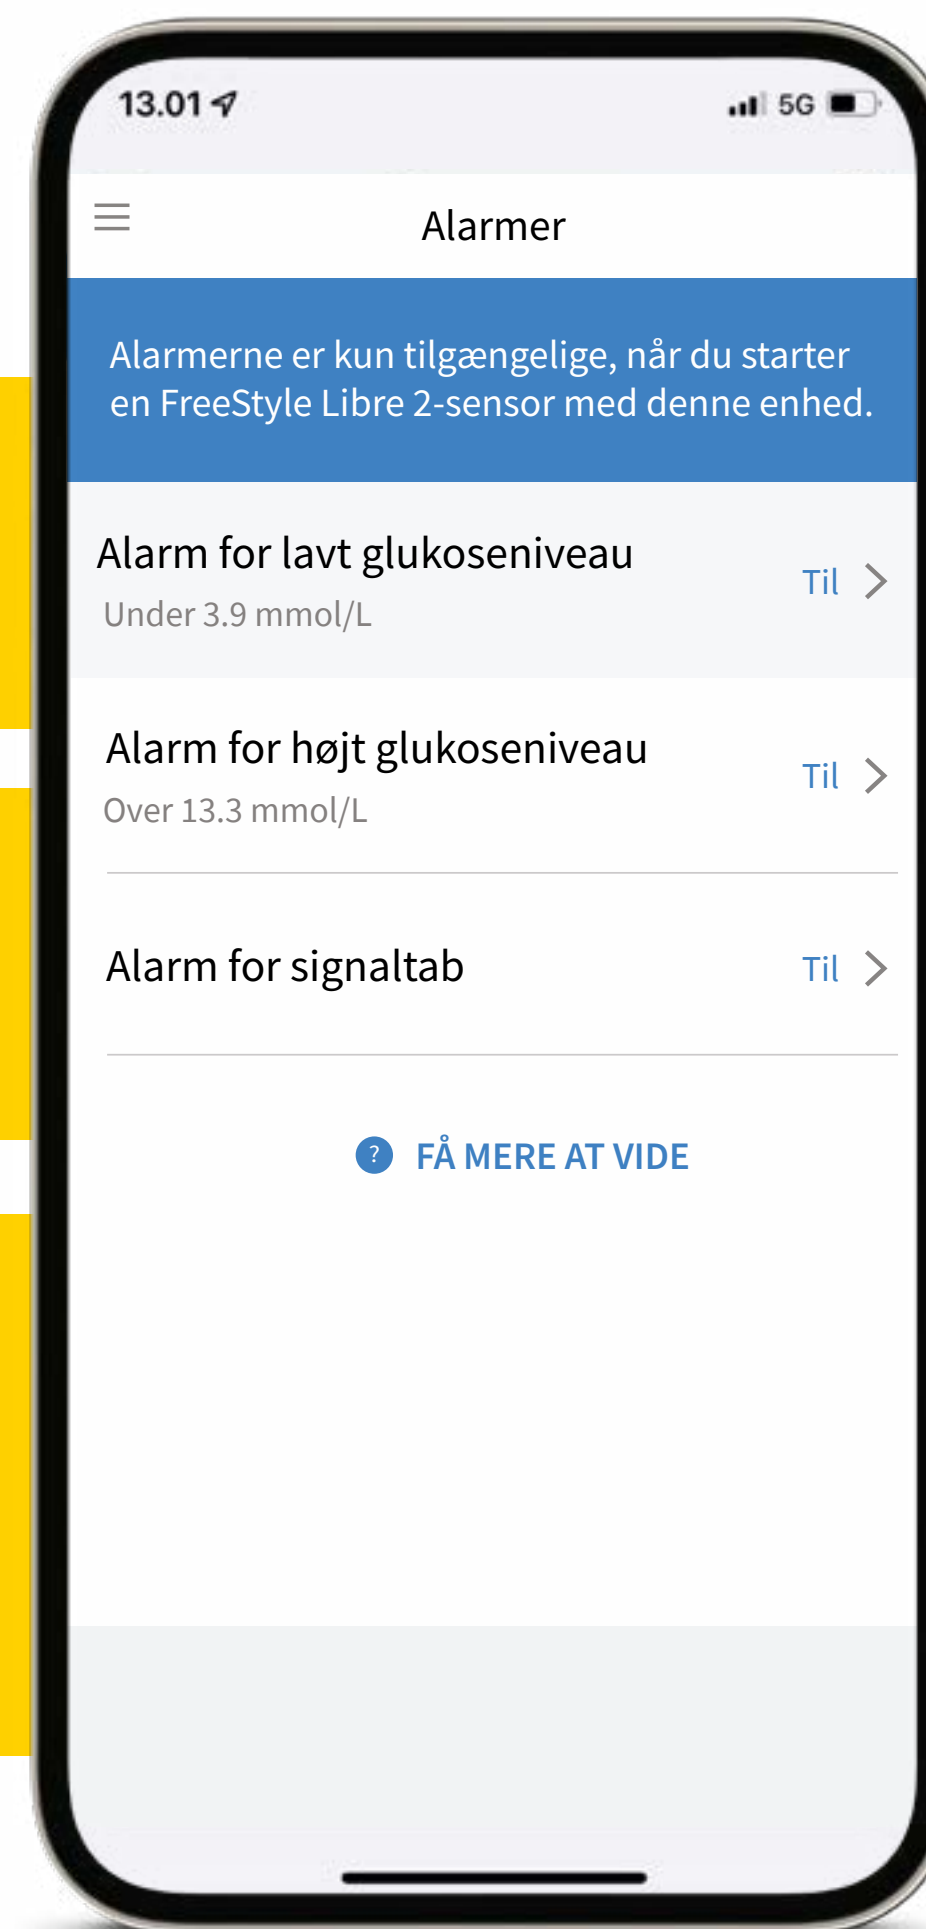 13.01
5G
Alarmer
Alarmerne er kun tilgængelige, når du starter
en FreeStyle Libre 2-sensor med denne enhed.
Alarm for lavt glukoseniveau
Til
Under 3.9 mmol/L
Alarm for højt glukoseniveau
Til
Over 13.3 mmol/L
Alarm for signaltab
Til
? FÅ MERE AT VIDE